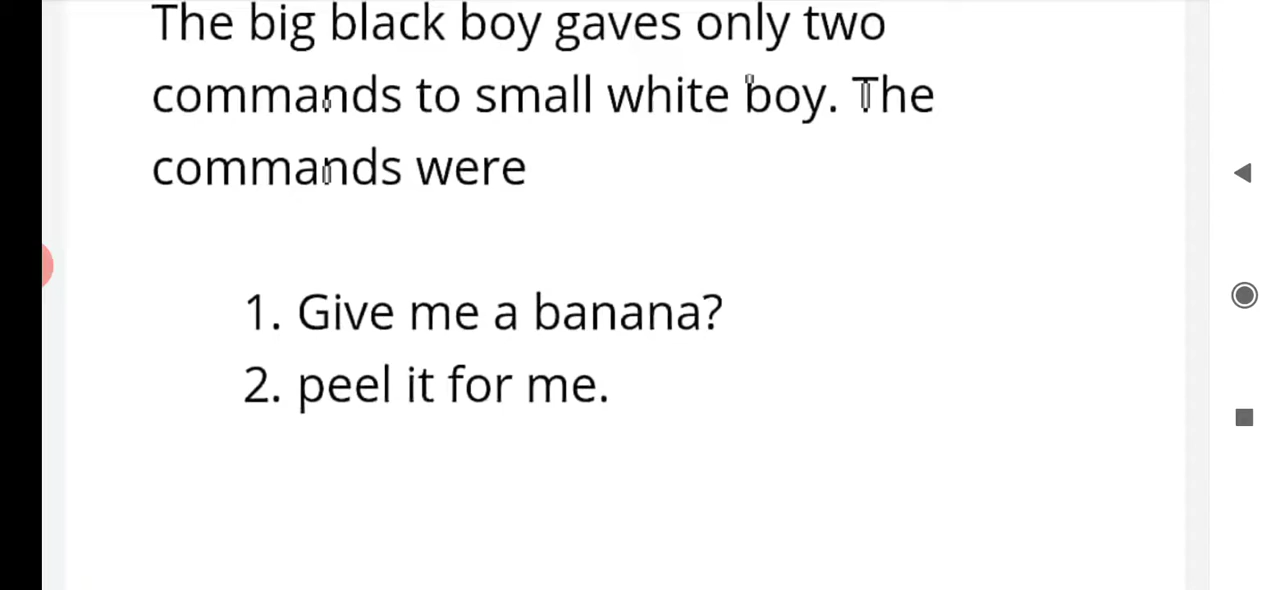 The big black boy gaves only two
commands to small white boy. The
commands were
1. Give me a banana?
2. peel it for me.